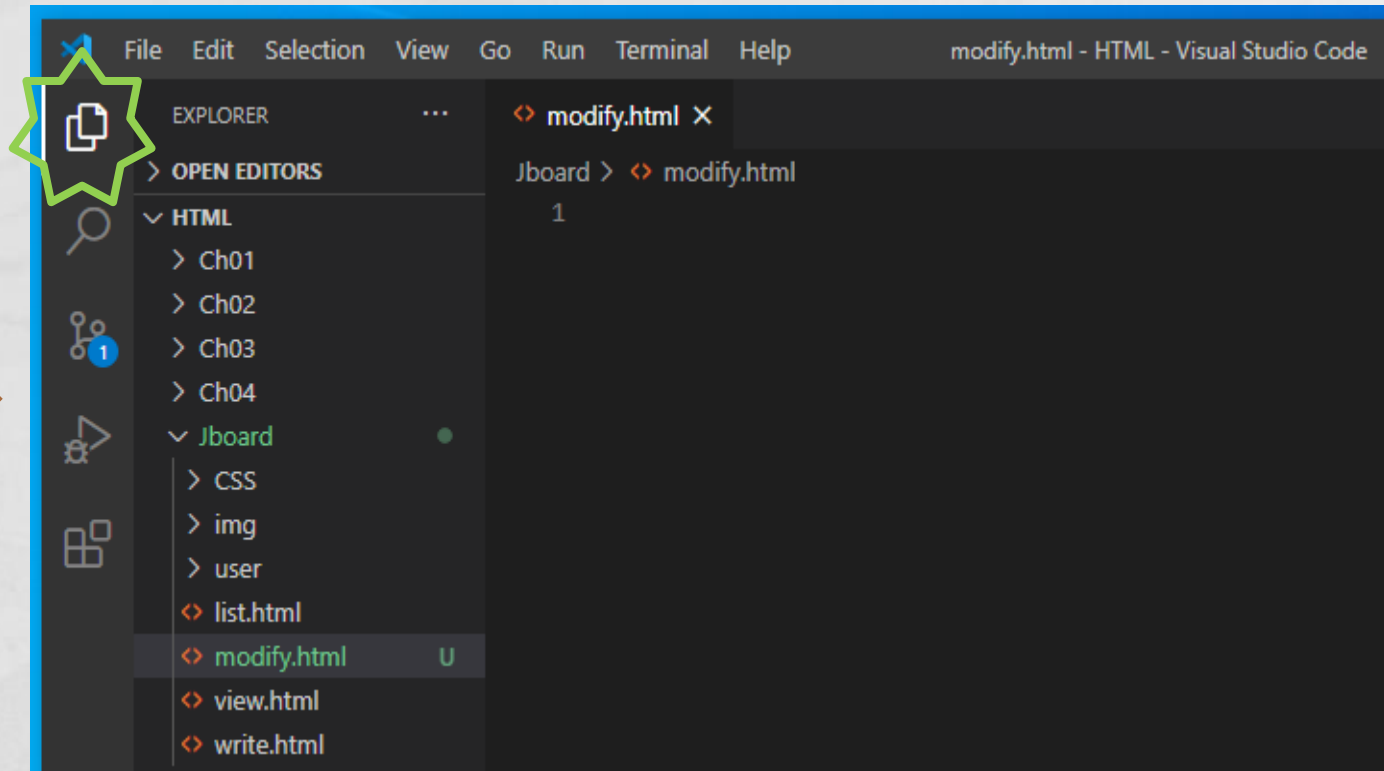 File Edit Selection View Go Run Terminal Help modify.html - HTML - Visual Studio Code
EXPLORER ···
OPEN EDITORS
HTML
Ch01
Ch02
Ch03
Ch04
Jboard
CSS
img
user
list.html
modify.html U
view.html
write.html
1
modify.html
Jboard > modify.html
1